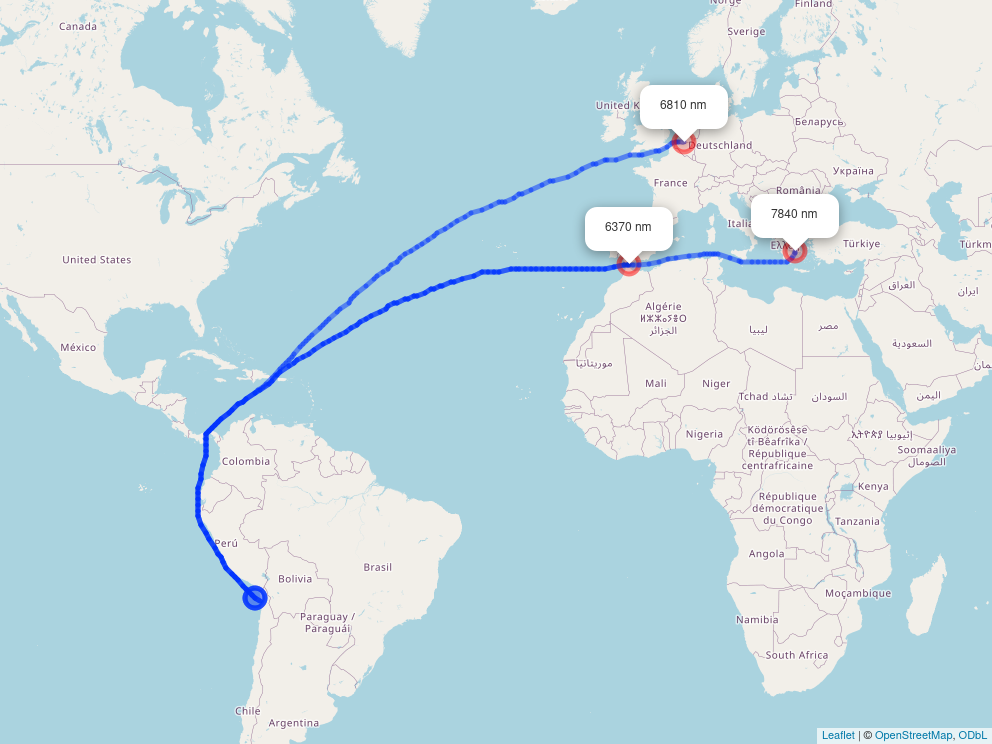 Norge
Finland
Canada
Sverige
6810 nm
United K
Беларусь
Deutschland
Україна
France
România
7840 nm
6370 nm
Itali
Ελλ
Türkiye
Türkm
United States
العراق
ایران
Algérie
ⵍⵣⵣⴰⵢⴻⵔ
الجزائر
ليبيا
مصر
México
السعودية
موريتانيا
عمان
Mali
Niger
Tchad تشاد
السودان
اليمن
Nigeria
Ködörösêse
tî Bêafrîka /
République
centrafricaine
ኢትዮጵያ إثيوبيا
Soomaaliya
الصومال
Colombia
Kenya
République
démocratique
du Congo
Tanzania
Perú
Angola
Brasil
Bolivia
Moçambique
Paraguay /
Paraguái
Namibia
South Africa
Chile
Argentina
Leaflet | © OpenStreetMap, ODbL